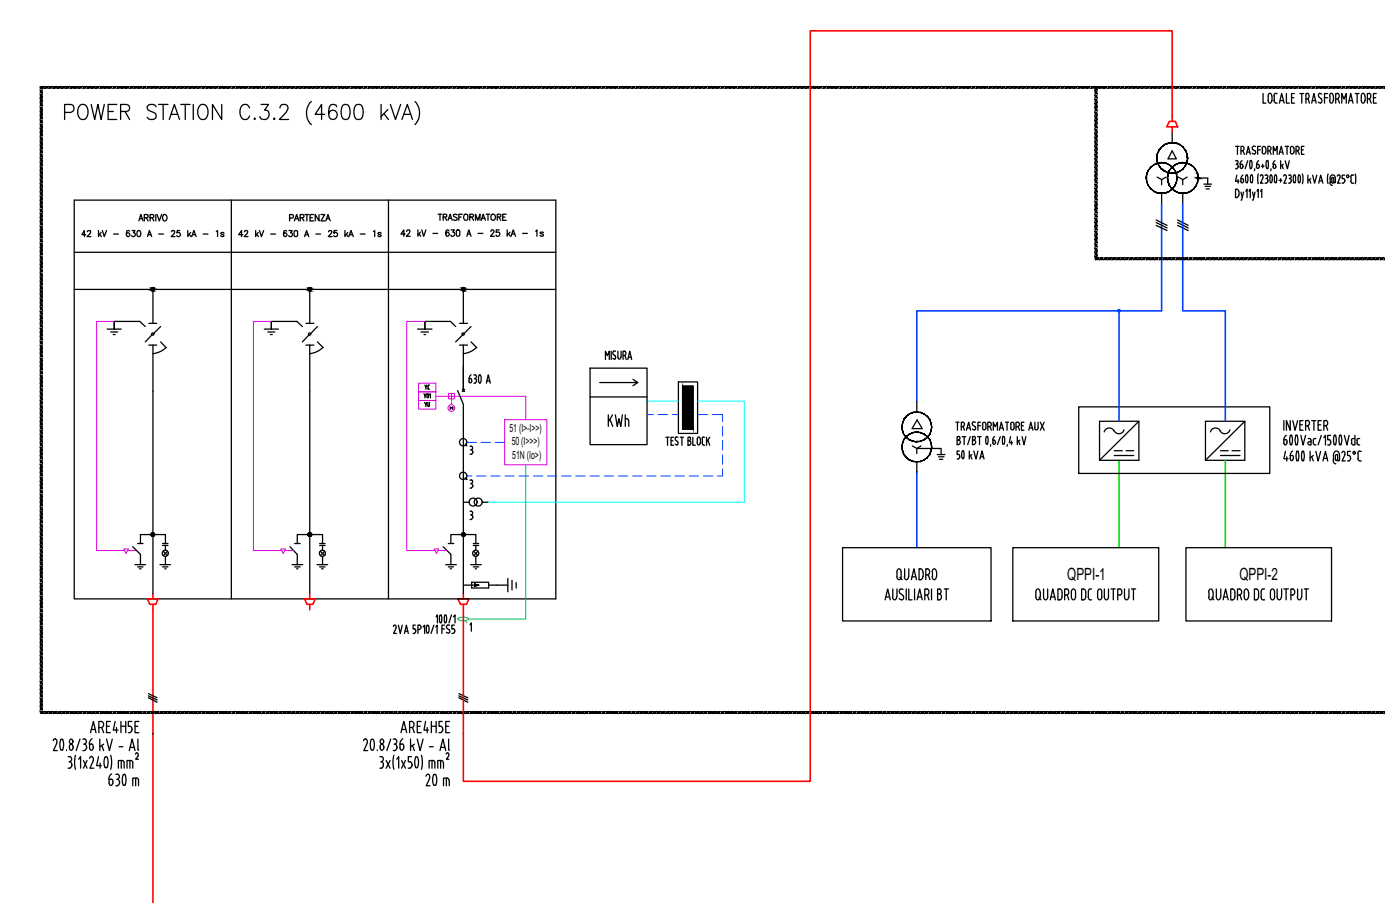 POWER STATION C.3.2 (4600 kVA)
LOCALE TRASFORMATORE
TRASFORMATORE
36/0,6+0,6 kV
4600 (2300+2300) kVA (@25°C)
Dy11y11
ARRIVO
42 kV - 630 A - 25 kA - 1s
PARTENZA
42 kV - 630 A - 25 kA - 1s
TRASFORMATORE
42 kV - 630 A - 25 kA - 1s
630 A
51 (I>-I>>)
50 (I>>>)
51N (Io>)
3
3
3
MISURA
KWh
TEST BLOCK
100/1
2VA 5P10/1 FS5
1
TRASFORMATORE AUX
BT/BT 0,6/0,4 kV
50 kVA
INVERTER
600Vac/1500Vdc
4600 kVA @25°C
QUADRO
AUSILIARI BT
QPPI-1
QUADRO DC OUTPUT
QPPI-2
QUADRO DC OUTPUT
ARE4H5E
20.8/36 kV - Al
3(1x240) mm²
630 m
ARE4H5E
20.8/36 kV - Al
3x(1x50) mm²
20 m